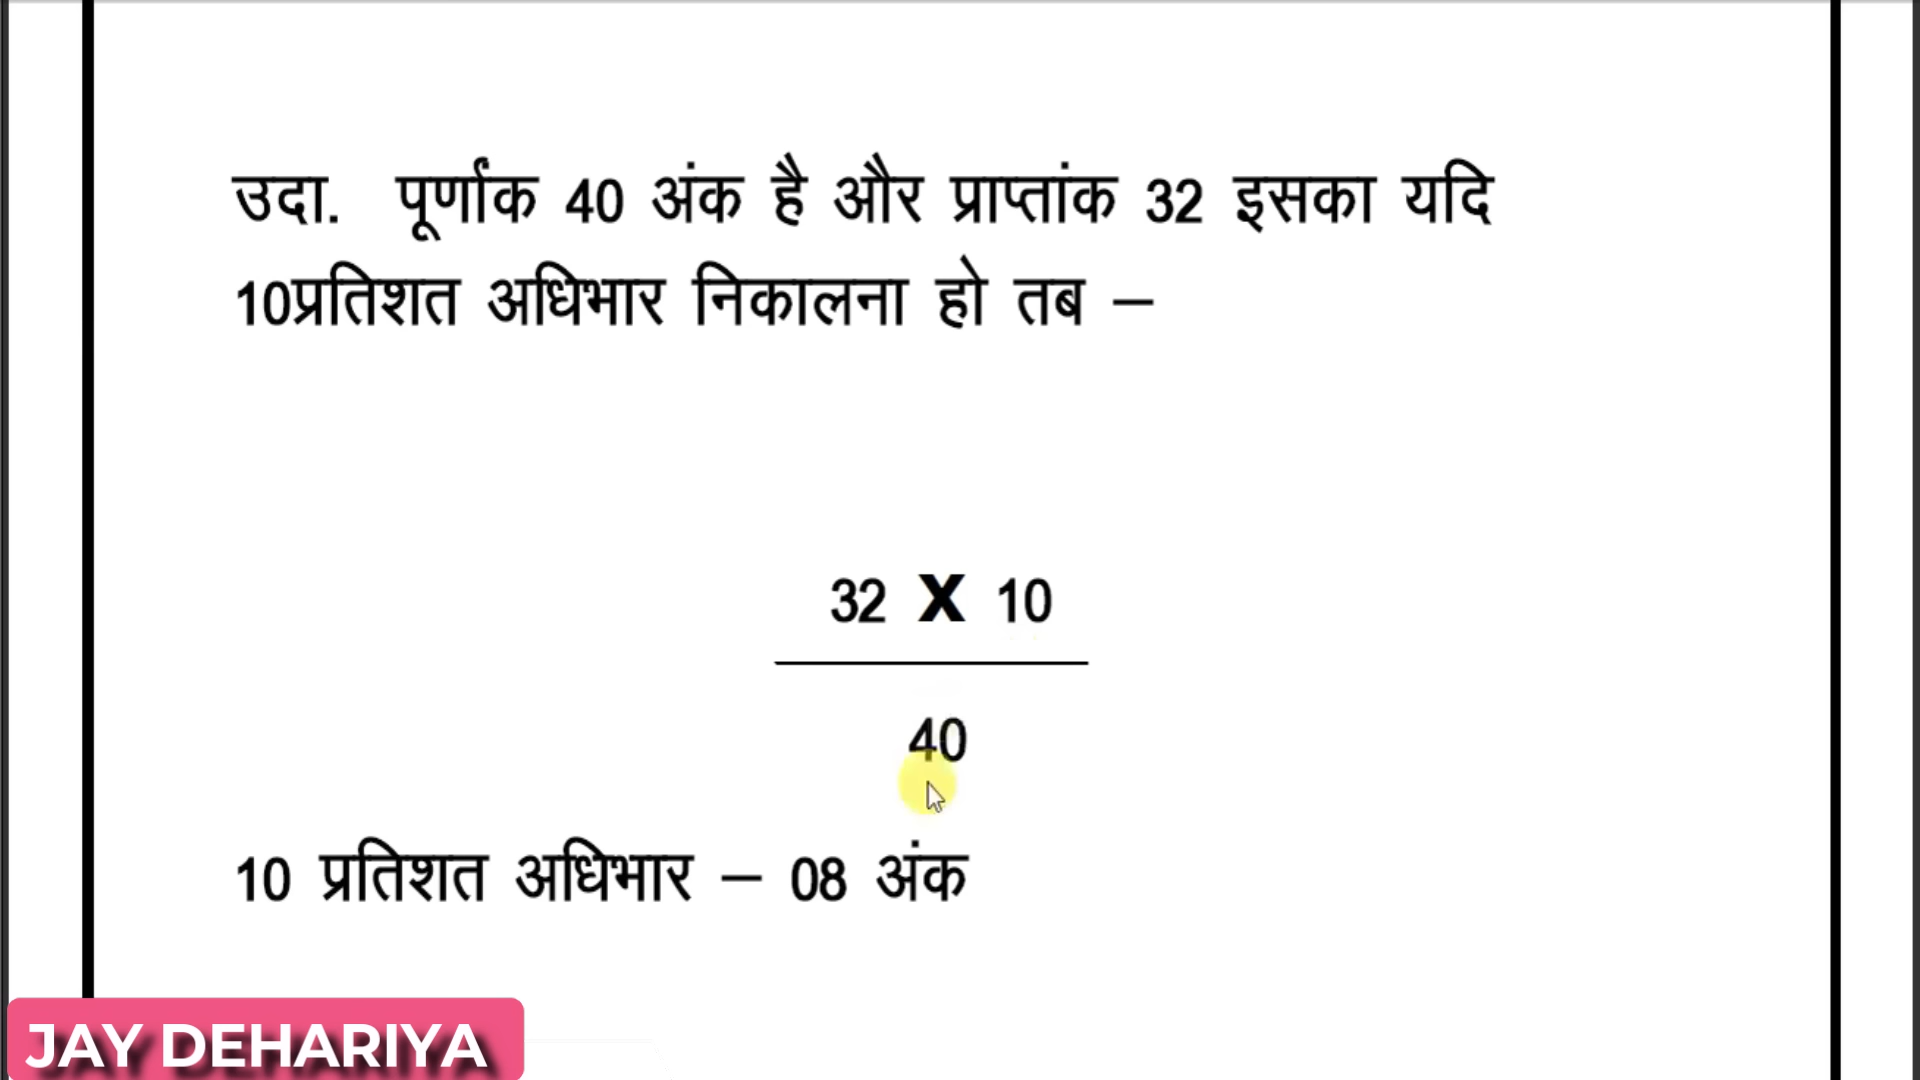 उदा. पूर्णांक 40 अंक है और प्राप्तांक 32 इसका यदि
10प्रतिशत अधिभार निकालना हो तब –
32 X 10
40
10 प्रतिशत अधिभार – 08 अंक
JAY DEHARIYA